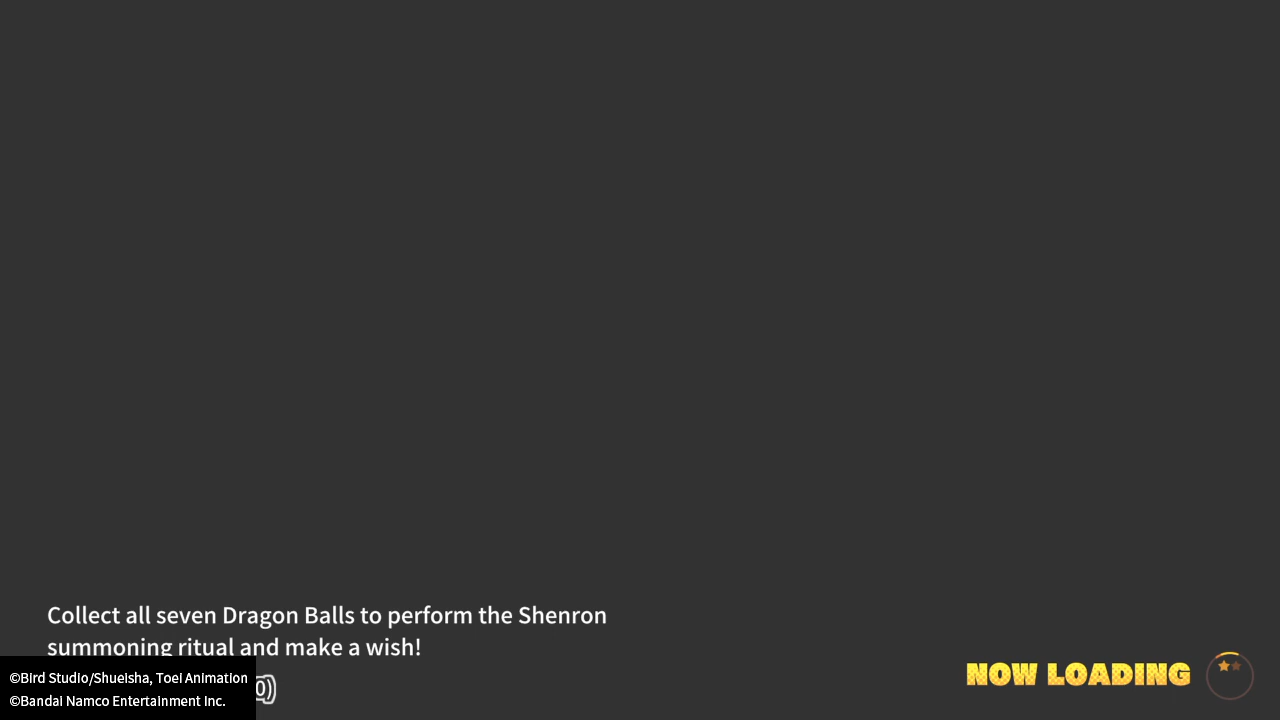 Collect all seven Dragon Balls to perform the Shenron
summoning ritual and make a wish!
©Bird Studio/Shueisha, Toei Animation
©Bandai Namco Entertainment Inc.
NOW LOADING